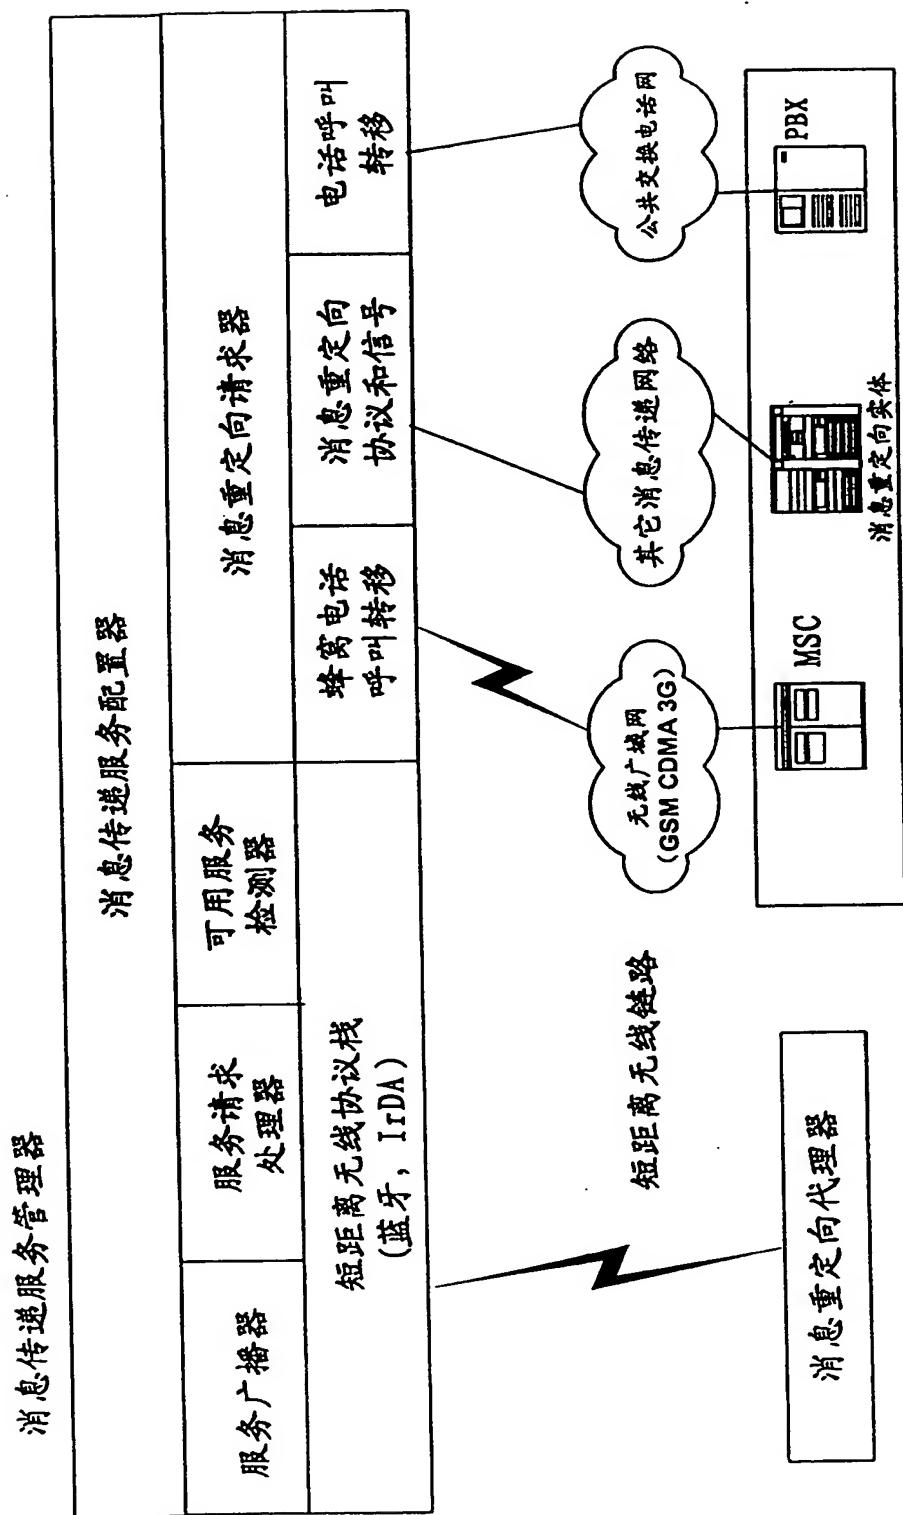 消息传递服务管理器
消息传递服务配置器
服务广播器
服务请求
处理器
可用服务
检测器
消息重定向请求器
短距离无线协议栈
(蓝牙, IrDA)
蜂窝电话
呼叫转移
消息重定向
协议和信号
电话呼叫
转移
短距离无线链路
无线广域网
(GSM CDMA 3G)
其它消息传递网络
公共交换电话网
消息重定向代理器
MSC
消息重定向实体
PBX